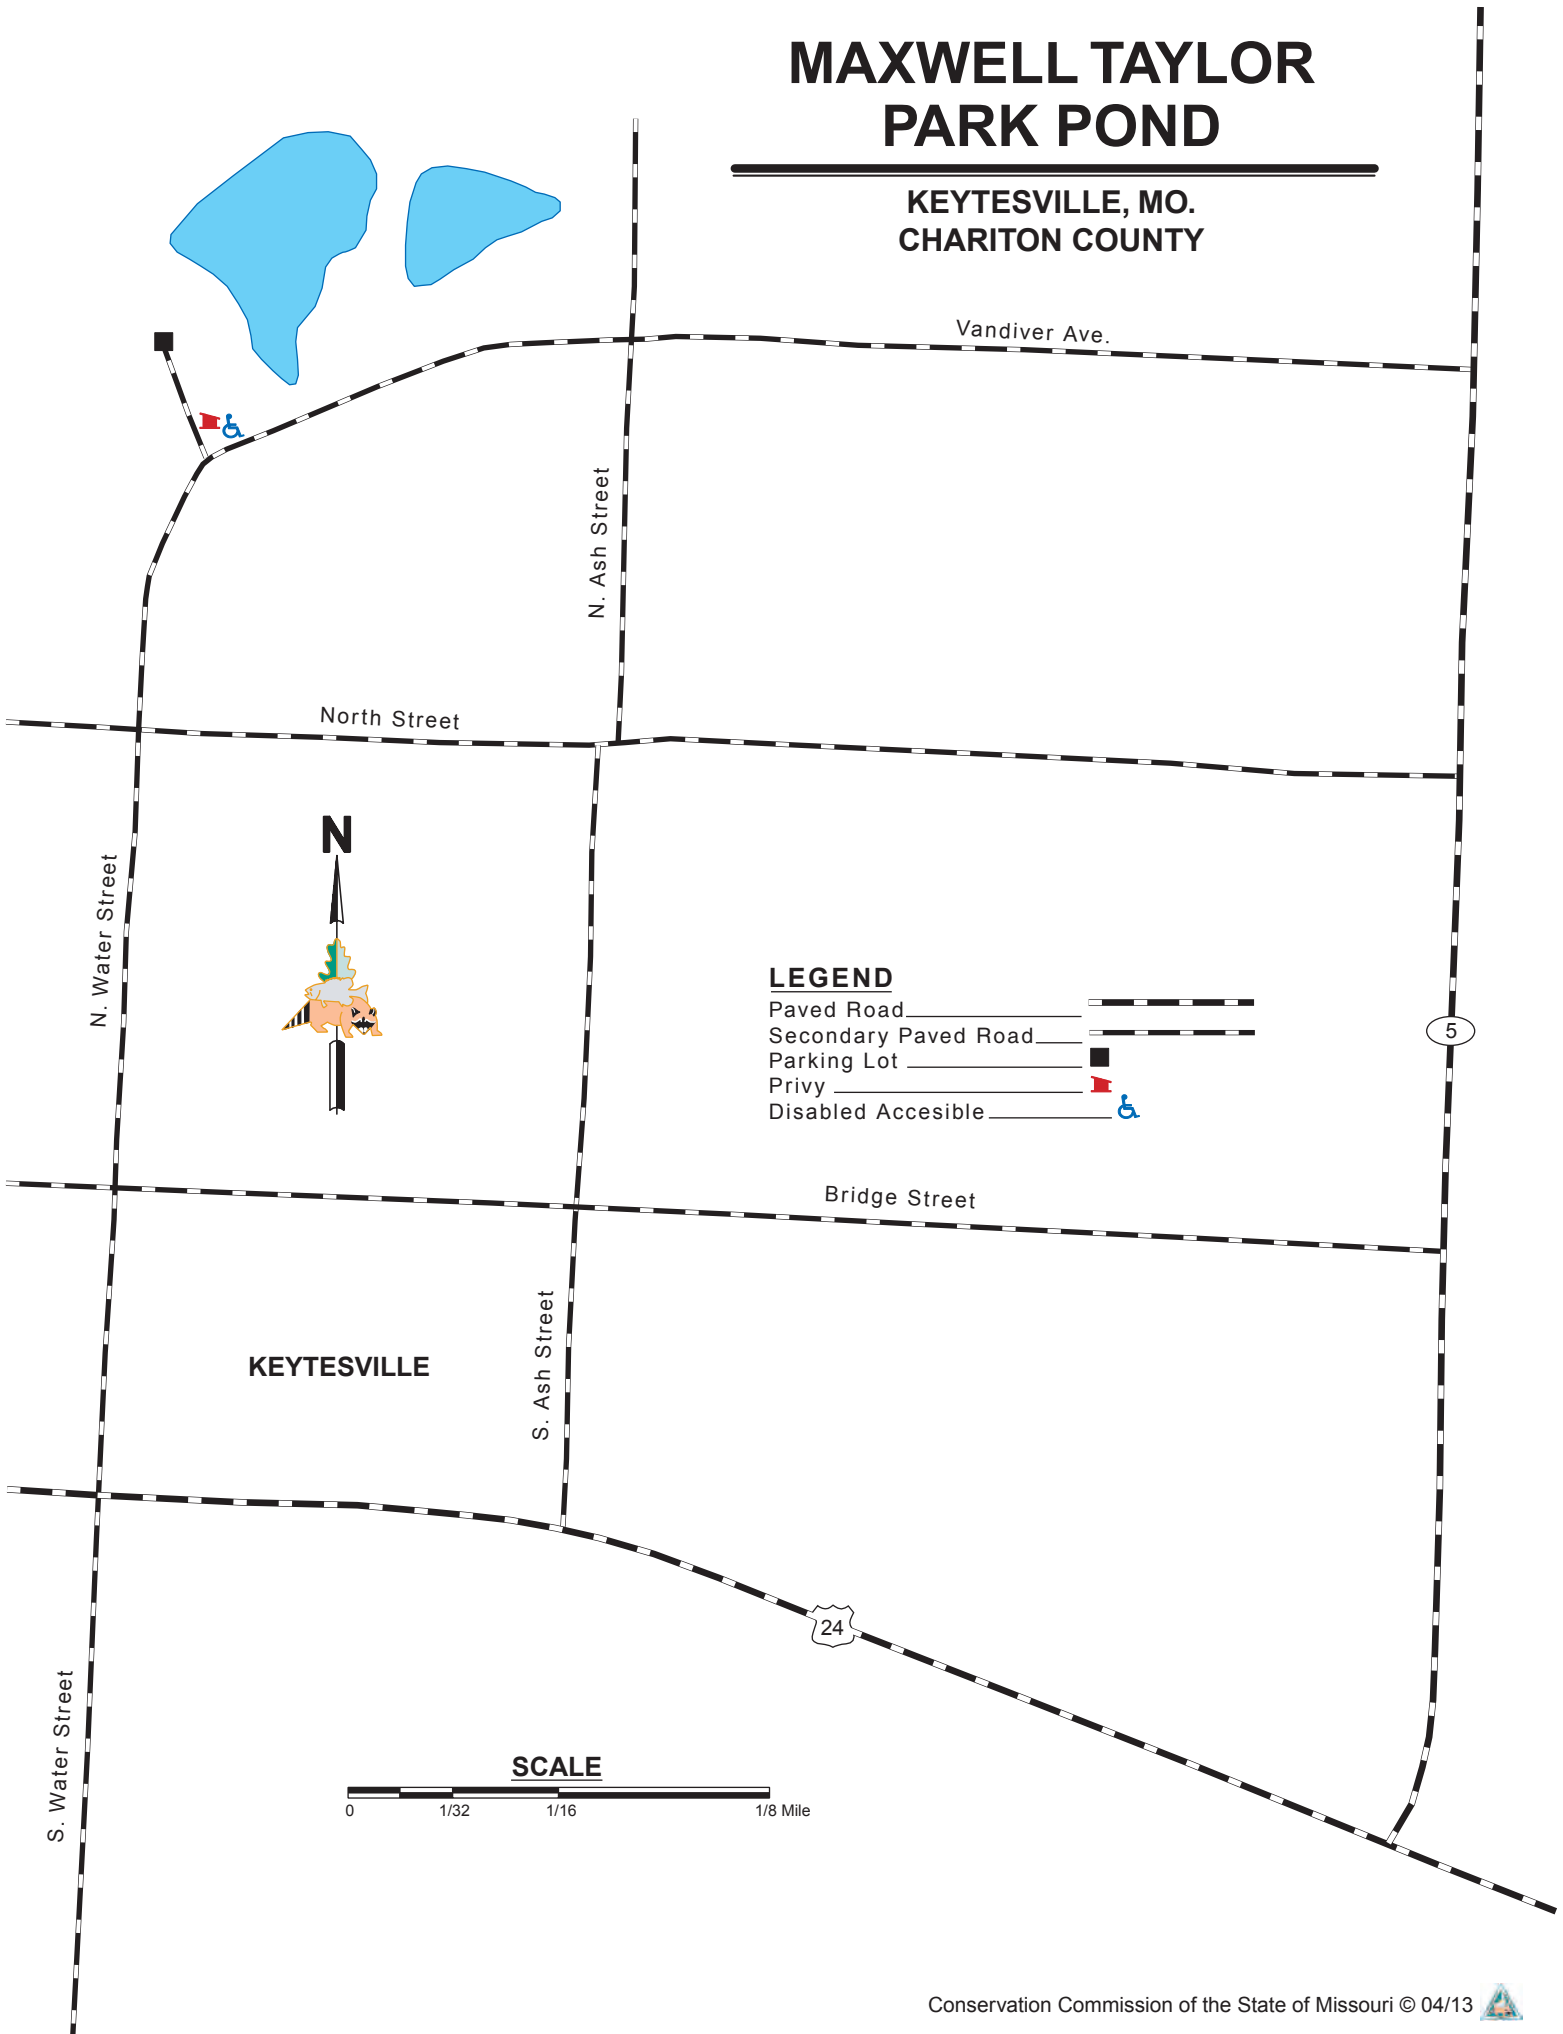 MAXWELL TAYLOR
PARK POND
KEYTESVILLE, MO.
CHARITON COUNTY
Vandiver Ave.
N. Ash Street
North Street
N
N. Water Street
LEGEND
Paved Road
Secondary Paved Road
Parking Lot
Privy
Disabled Accesible
5
Bridge Street
S. Ash Street
KEYTESVILLE
24
S. Water Street
SCALE
0 1/32 1/16 1/8 Mile
Conservation Commission of the State of Missouri © 04/13